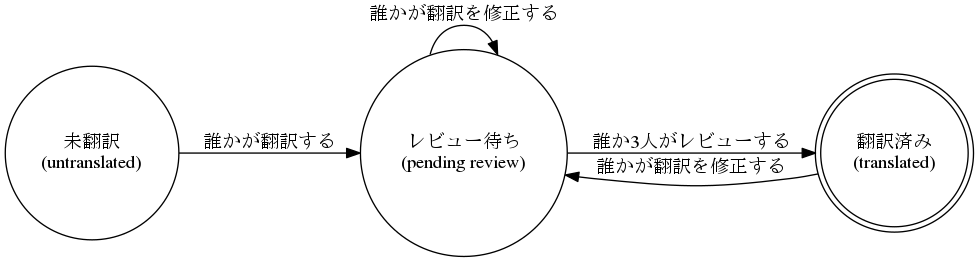 誰かが翻訳を修正する
未翻訳
(untranslated)
誰かが翻訳する
レビュー待ち
(pending review)
誰か3人がレビューする
誰かが翻訳を修正する
翻訳済み
(translated)